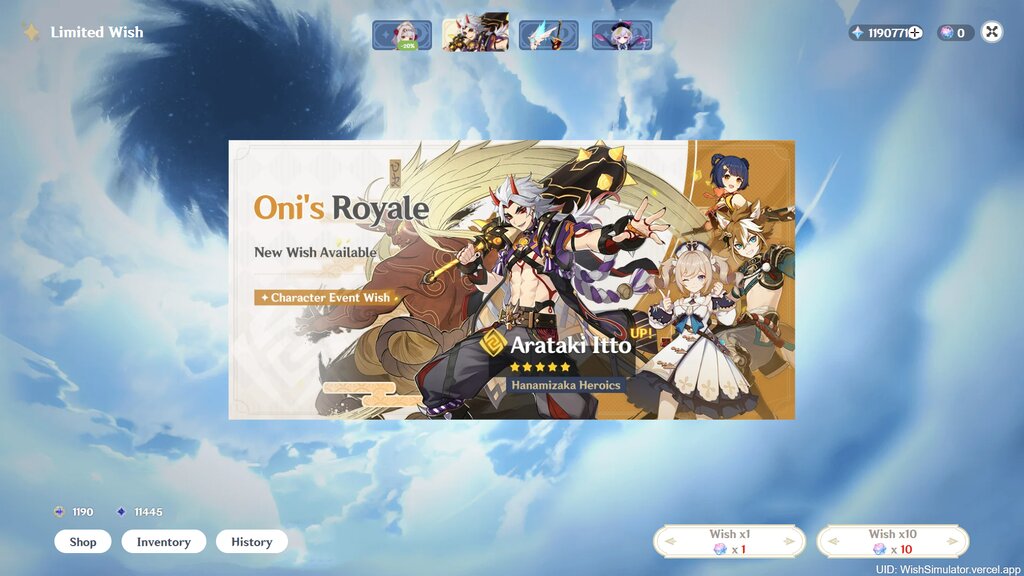 Limited Wish
-20%
1190771
0
Oni's Royale
New Wish Available
Character Event Wish
UP!
Arataki Itto
Hanamizaka Heroics
1190
11445
Shop
Inventory
History
Wish x1
x 1
Wish x10
x 10
UID: WishSimulator.vercel.app